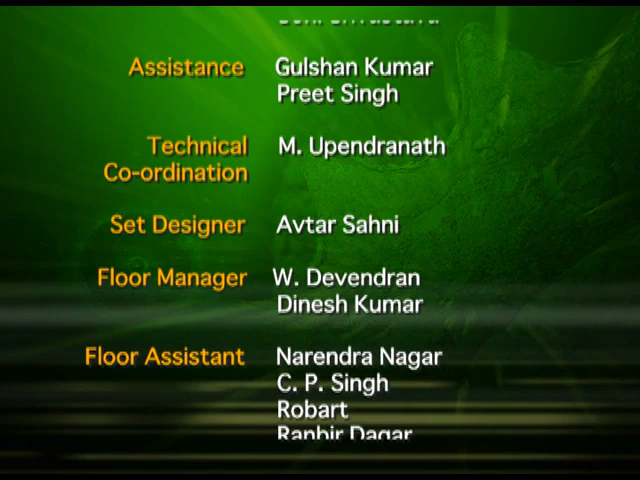 Assistance Gulshan Kumar
Preet Singh
Technical M. Upendranath
Co-ordination
Set Designer Avtar Sahni
Floor Manager W. Devendran
Dinesh Kumar
Floor Assistant Narendra Nagar
C. P. Singh
Robart
Ranbir Dagar